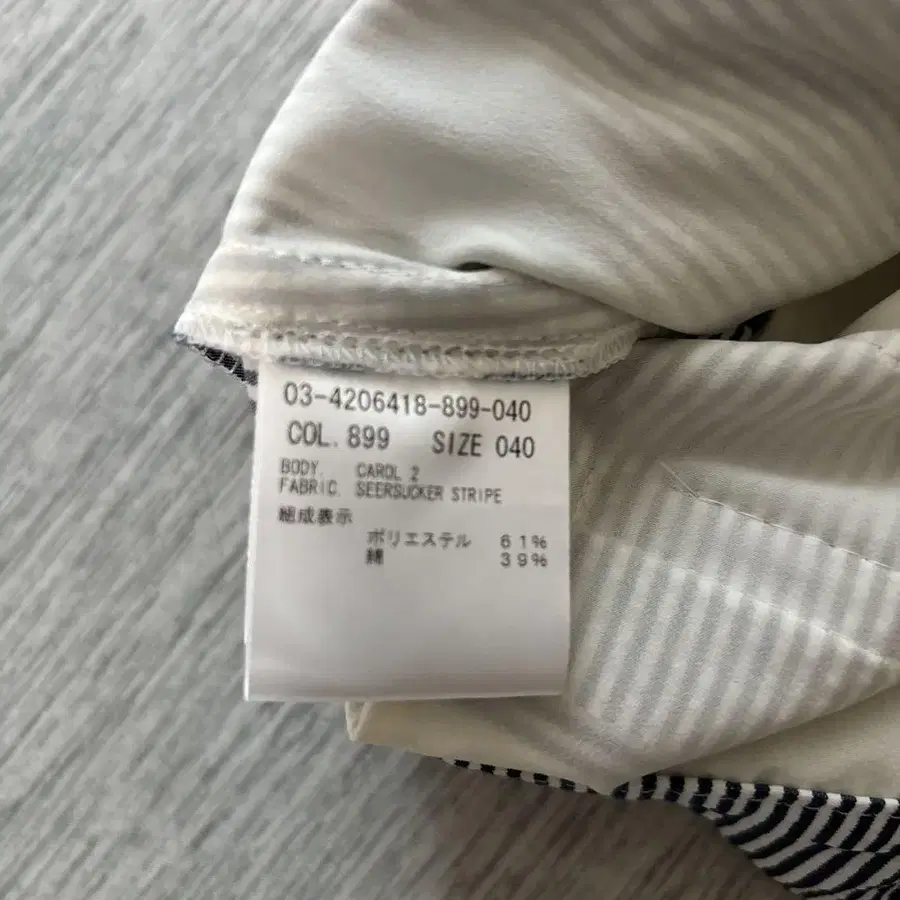 03-4206418-899-040
COL. 899 SIZE 040
BODY. CAROL 2
FABRIC. SEERSUCKER STRIPE
組成表示
ポリエステル 61%
綿 39%